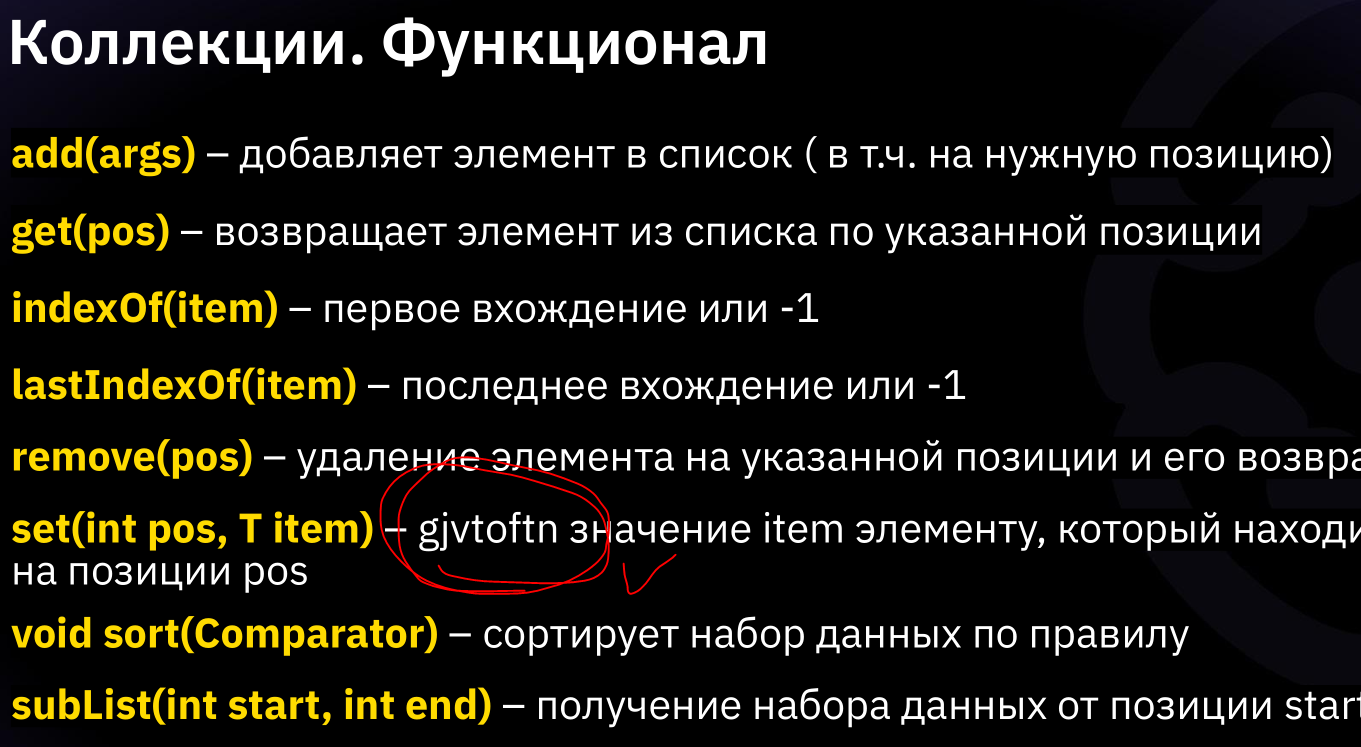 Коллекции. Функционал
add(args) – добавляет элемент в список ( в т.ч. на нужную позицию)
get(pos) – возвращает элемент из списка по указанной позиции
indexOf(item) – первое вхождение или -1
lastIndexOf(item) – последнее вхождение или -1
remove(pos) – удаление элемента на указанной позиции и его возвра
set(int pos, T item) – gjvtoftn значение item элементу, который находи
на позиции pos
void sort(Comparator) – сортирует набор данных по правилу
subList(int start, int end) – получение набора данных от позиции start